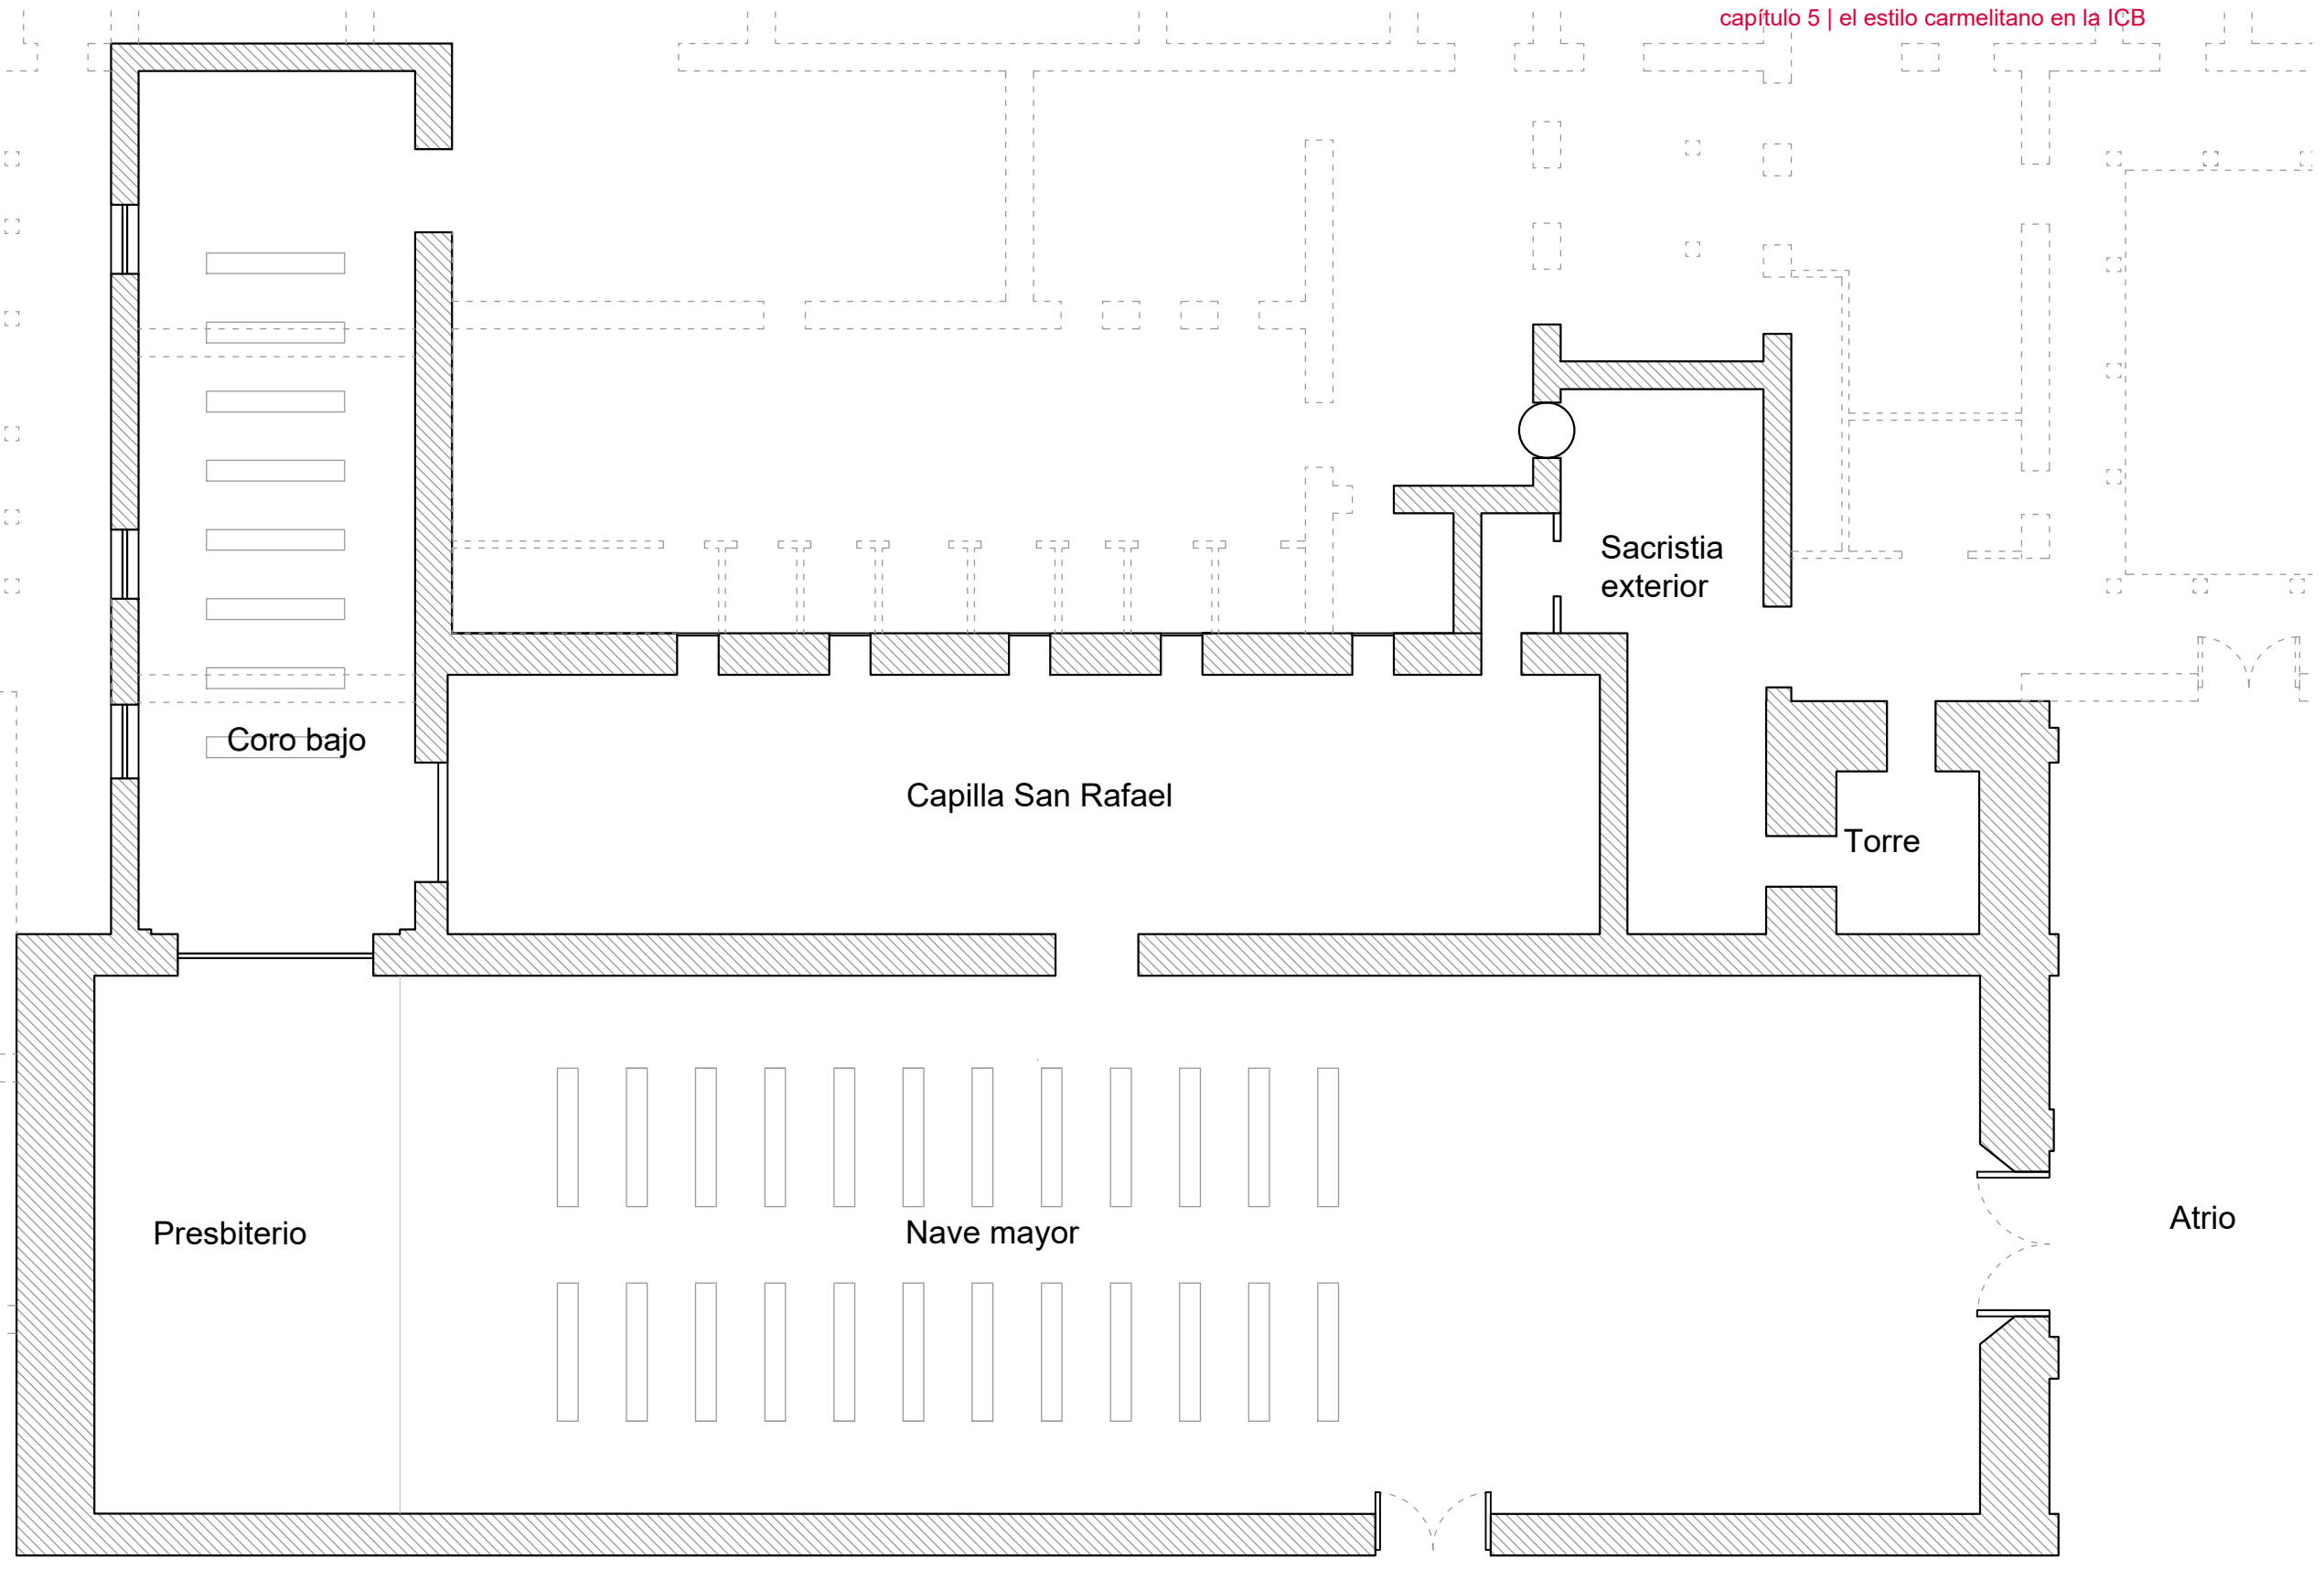 capítulo 5 | el estilo carmelitano en la ICB
Sacristia
exterior
Coro bajo
Capilla San Rafael
Torre
Presbiterio
Nave mayor
Atrio